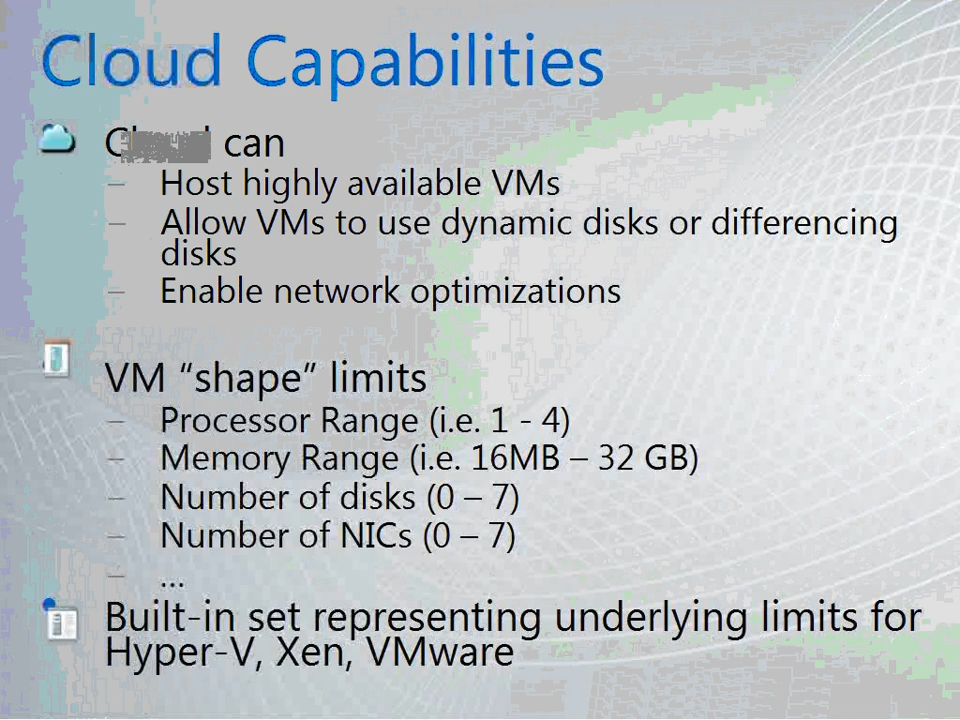 Cloud Capabilities
can
– Host highly available VMs
– Allow VMs to use dynamic disks or differencing
disks
– Enable network optimizations
VM “shape” limits
– Processor Range (i.e. 1 - 4)
– Memory Range (i.e. 16MB – 32 GB)
– Number of disks (0 – 7)
– Number of NICs (0 – 7)
– ...
Built-in set representing underlying limits for
Hyper-V, Xen, VMware